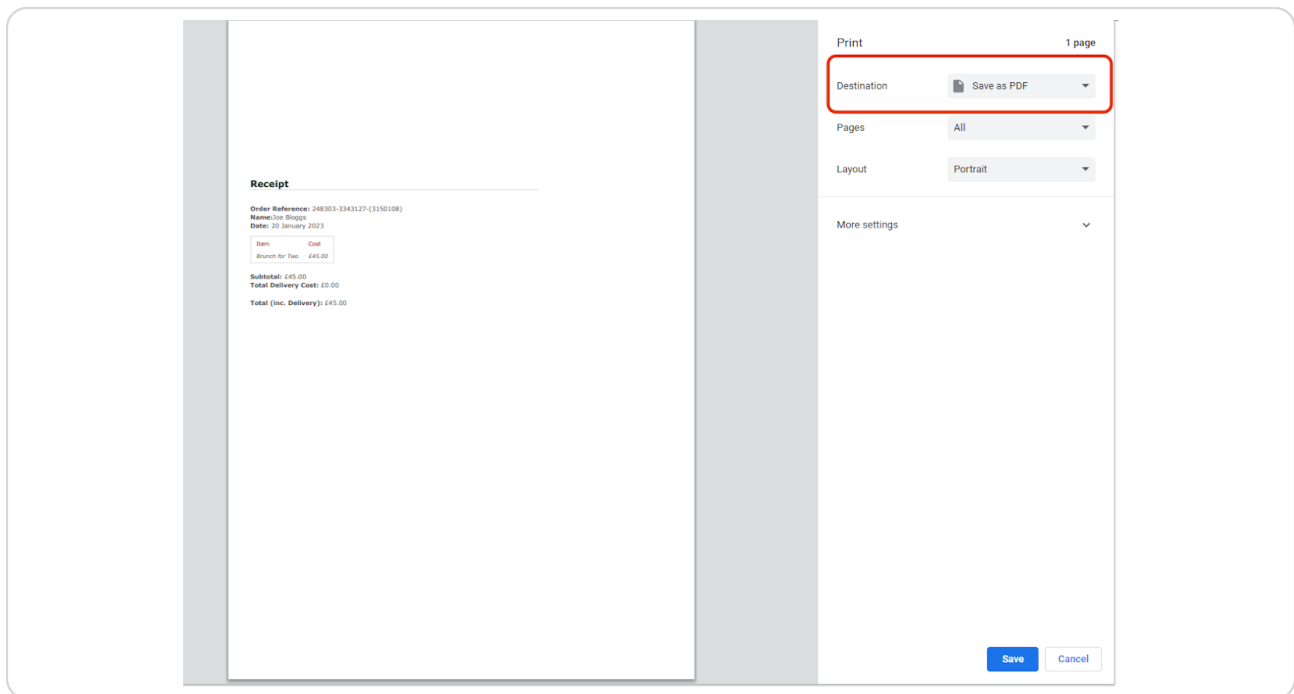 Print 1 page
Destination Save as PDF
Pages All
Layout Portrait
More settings
Receipt
Order Reference: 248303-3343127-(3150108)
Name:Joe Bloggs
Date: 20 January 2023
Item Cost
Brunch for Two £45.00
Subtotal: £45.00
Total Delivery Cost: £0.00
Total (inc. Delivery): £45.00
Save Cancel